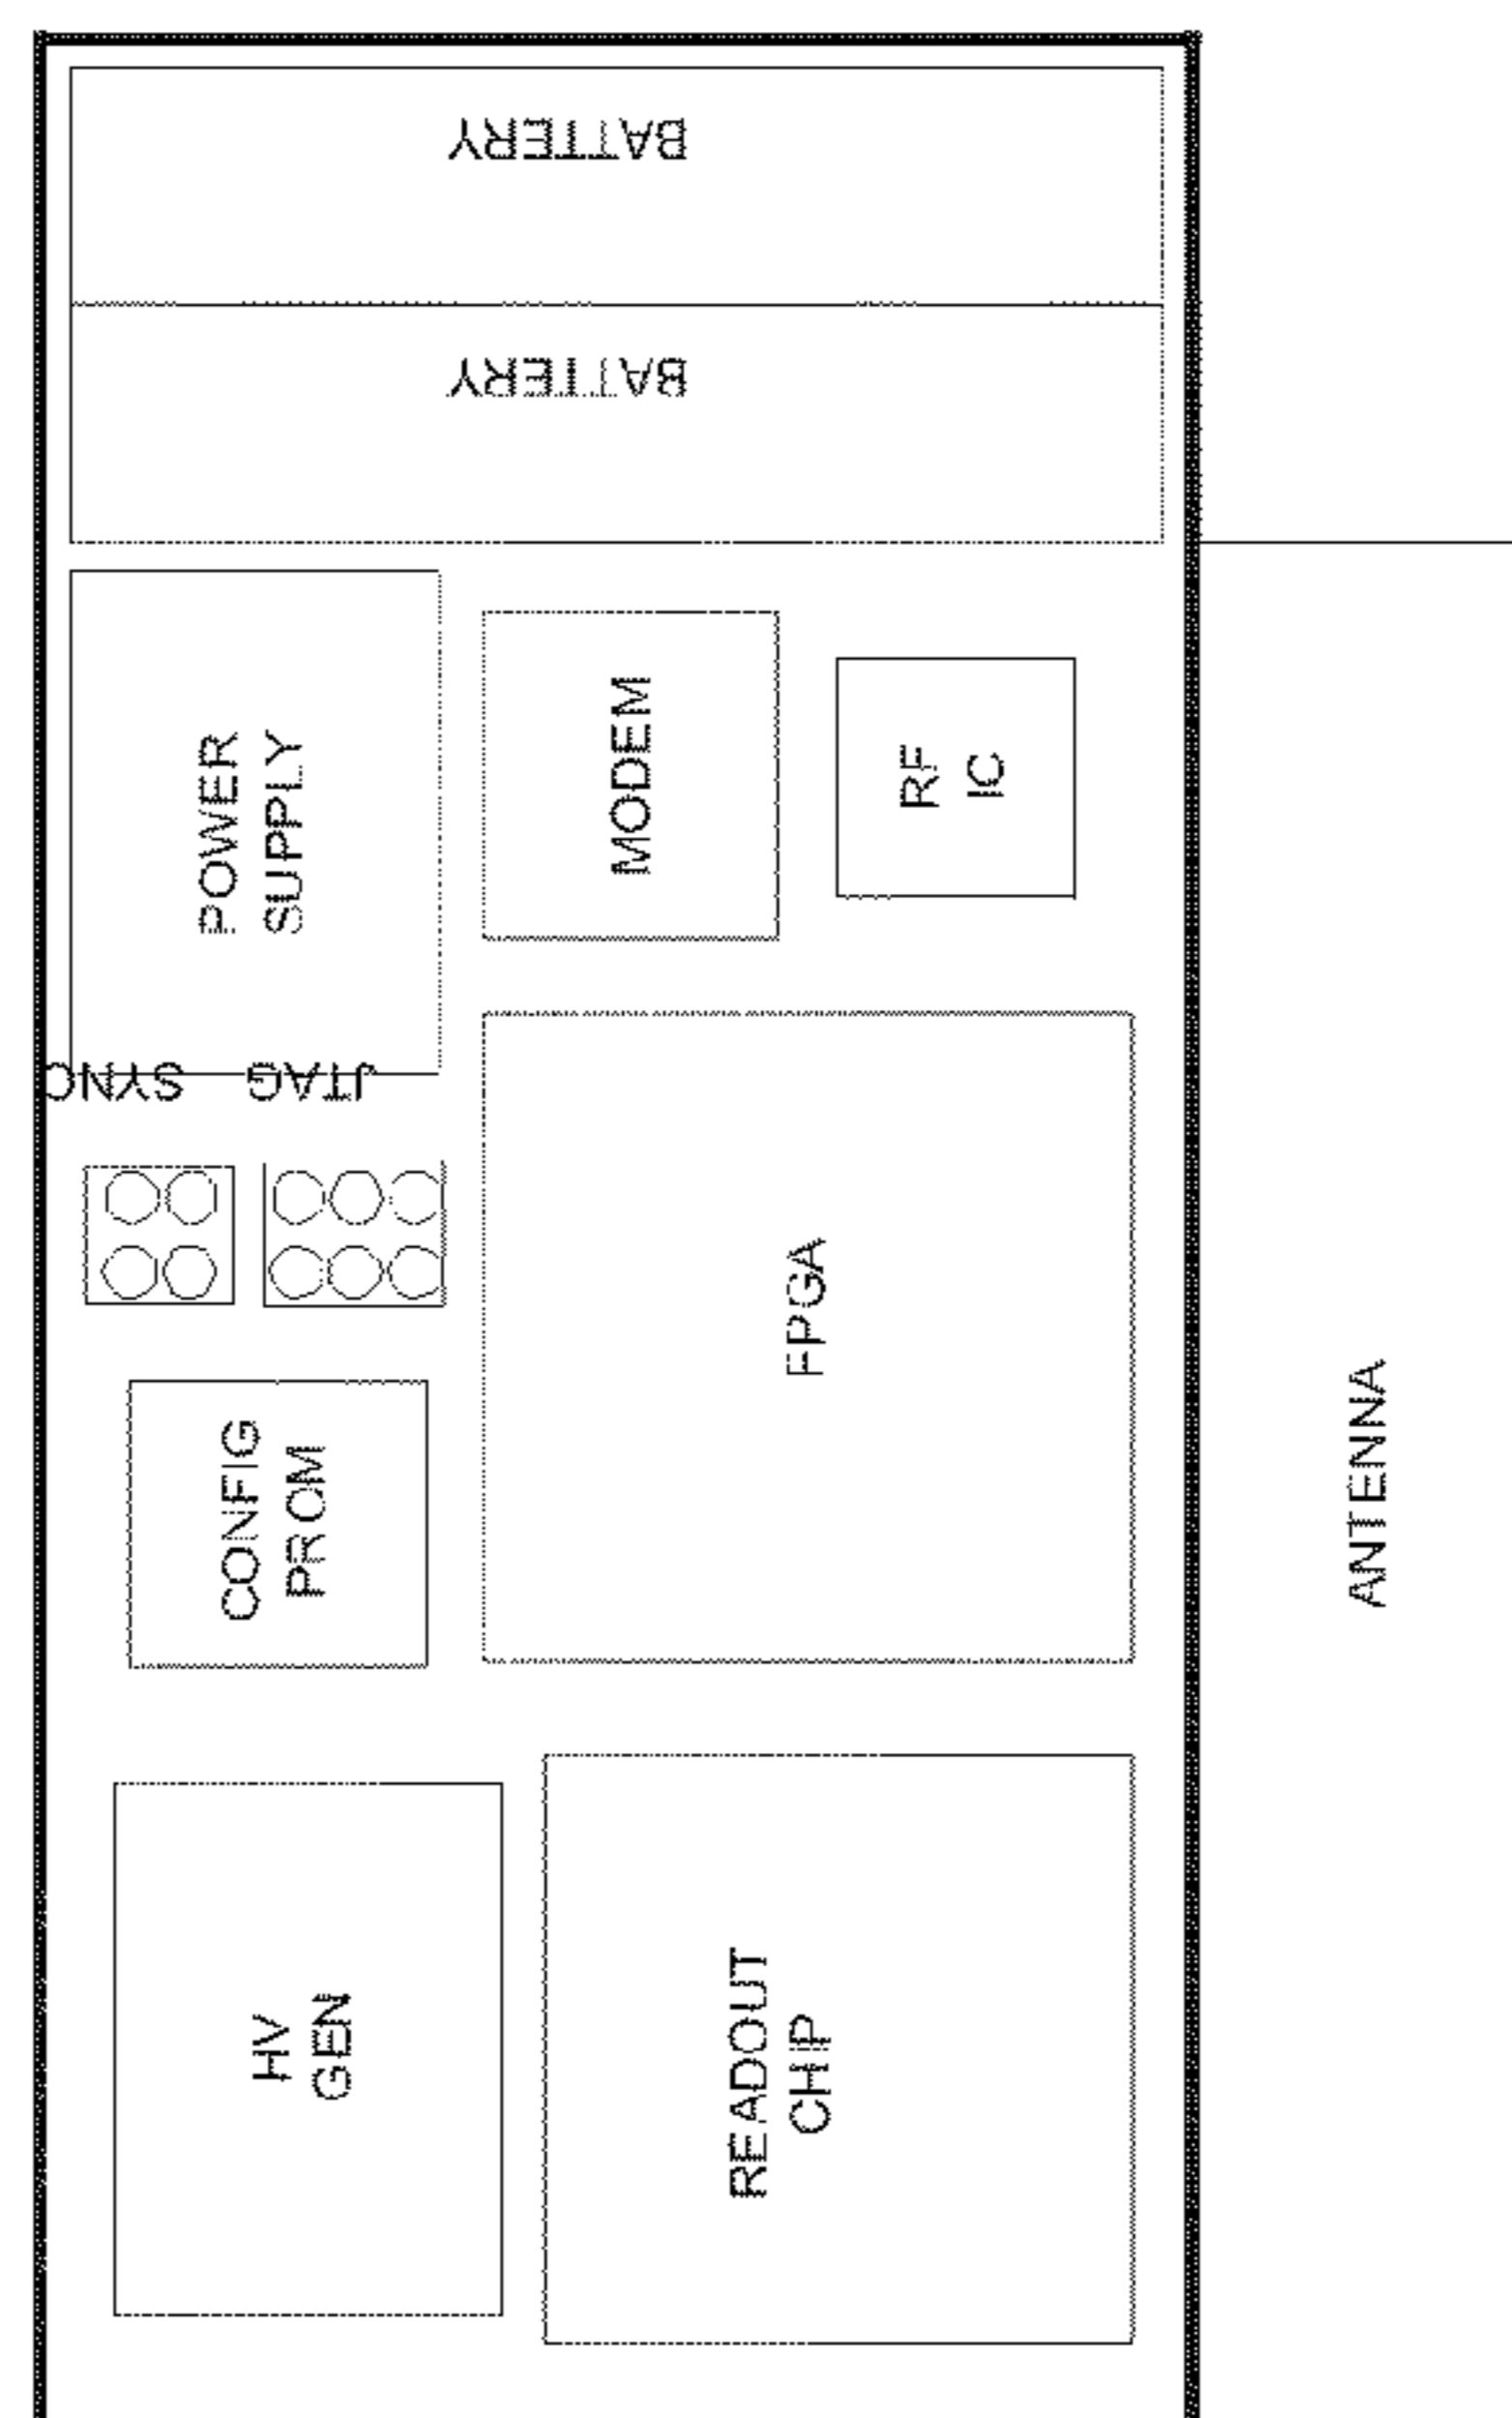 BATTERY
BATTERY
POWER
SUPPLY
MODEM
RF
IC
SYNC
JTAG
FPGA
CONFIG
PROM
ANTENNA
HV
GEN
READOUT
CHIP